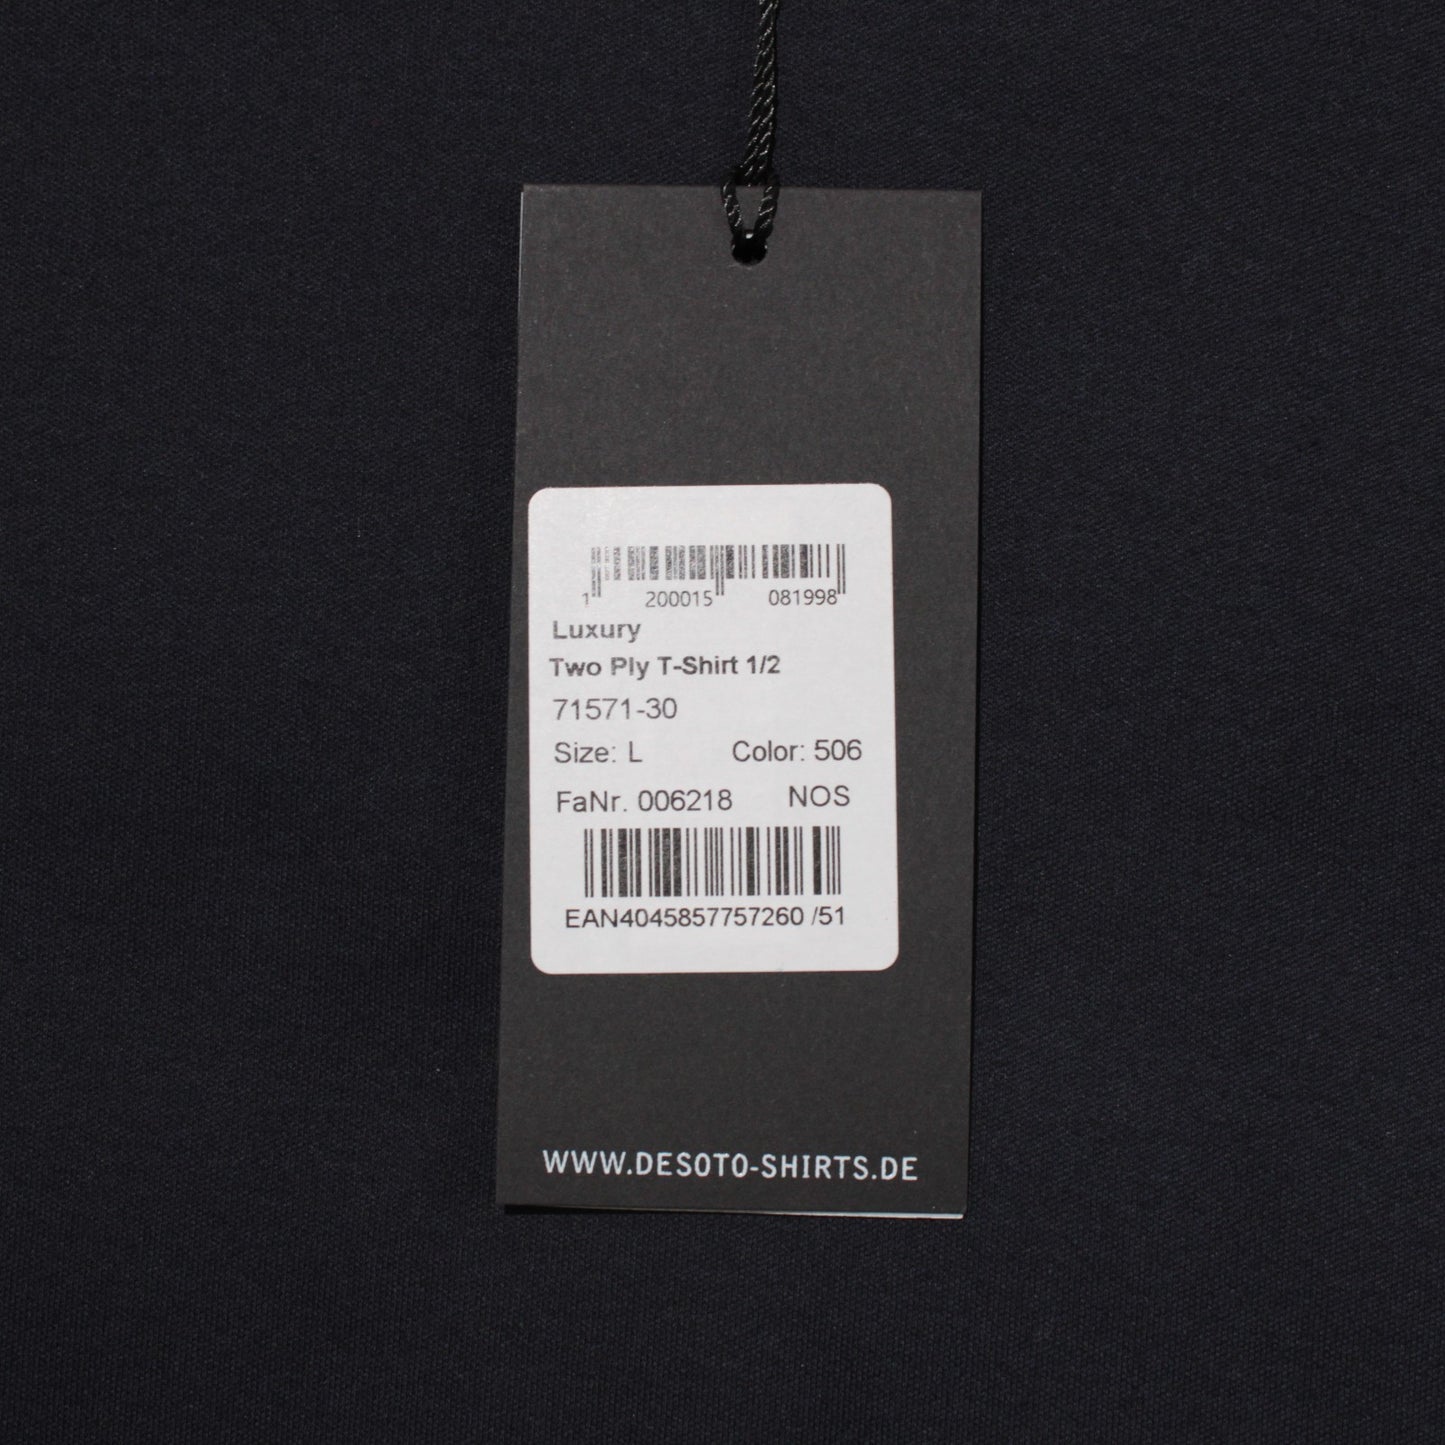 1 200015 081998
Luxury
Two Ply T-Shirt 1/2
71571-30
Size: L Color: 506
FaNr. 006218 NOS
EAN4045857757260 /51
WWW.DESOTO-SHIRTS.DE